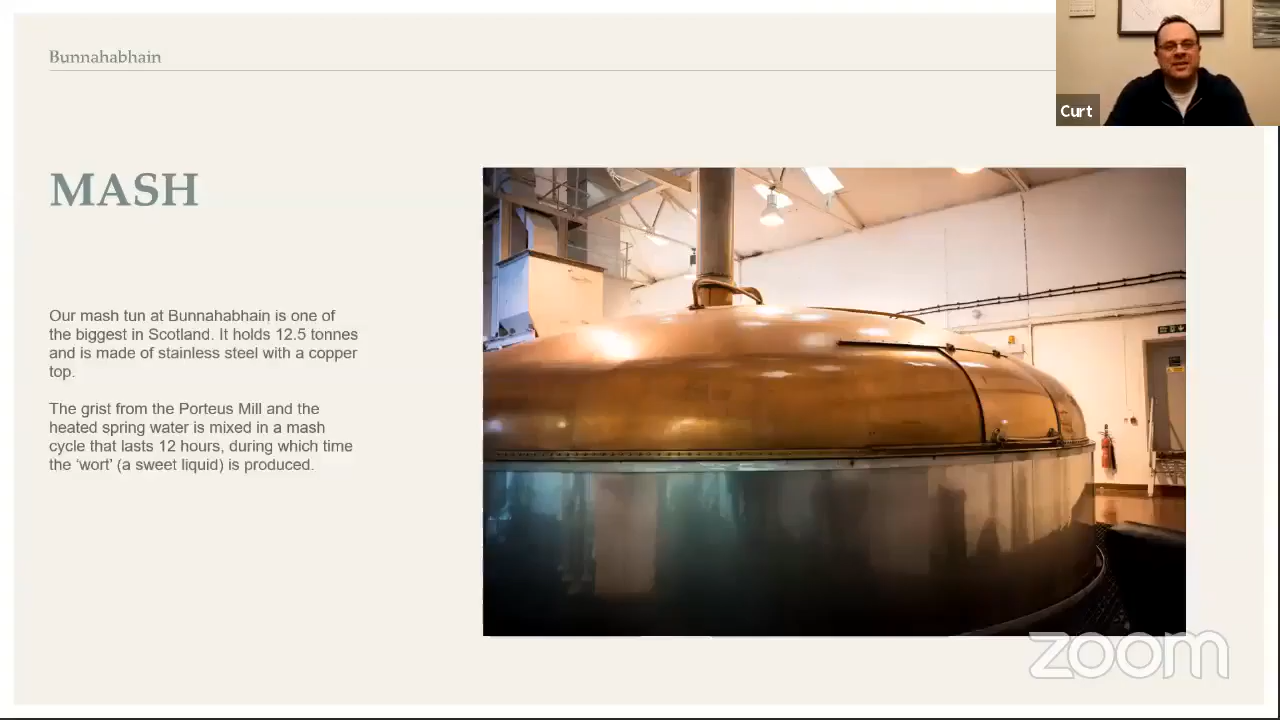 Bunnahabhain
Curt
MASH
Our mash tun at Bunnahabhain is one of
the biggest in Scotland. It holds 12.5 tonnes
and is made of stainless steel with a copper
top.
The grist from the Porteus Mill and the
heated spring water is mixed in a mash
cycle that lasts 12 hours, during which time
the ‘wort’ (a sweet liquid) is produced.
zoom